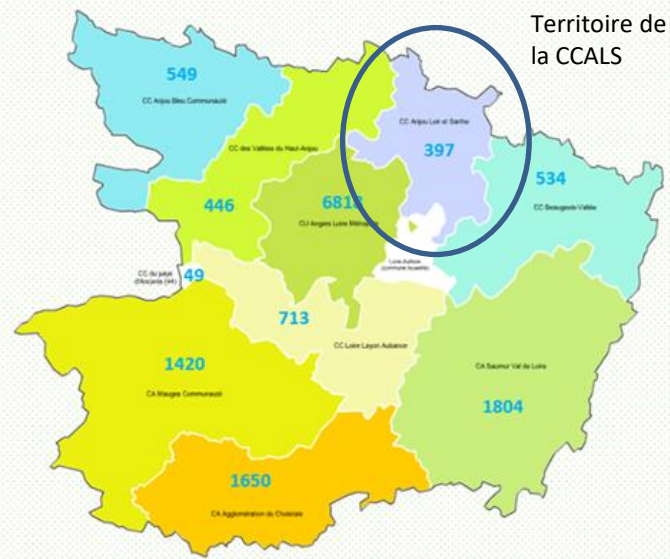 Territoire de
la CCALS
549
CC Anjou Bleu Communauté
CC Anjou Loir et Sarthe
397
CC des Vallées du Haut-Anjou
534
CC Baugeois-Vallée
446
6818
CU Angers Loire Métropole
Loire-Authion
(commune nouvelle)
CC du pays
d'Ancenis (44)
49
713
CC Loire Layon Aubance
1420
CA Mauges Communauté
CA Saumur Val de Loire
1804
1650
CA Agglomération du Choletais